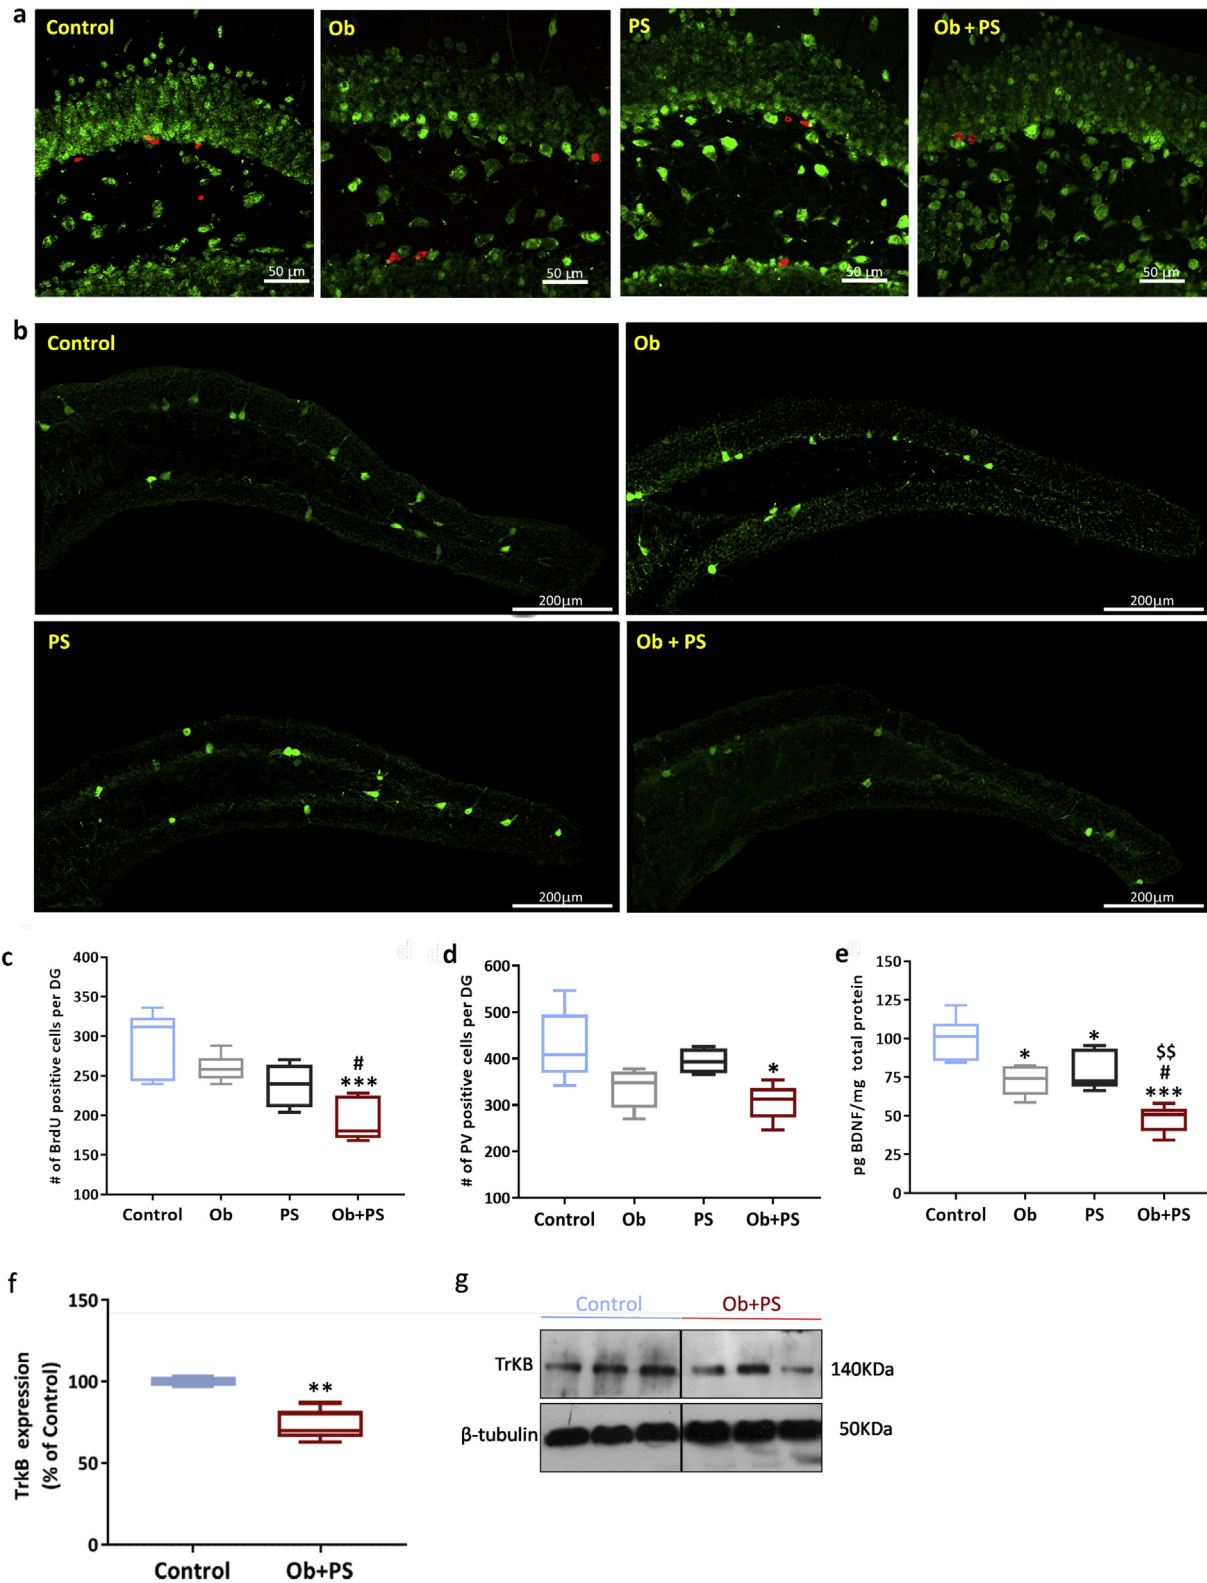 a
Control
Ob
PS
Ob + PS
50 µm
50 µm
50 µm
50 µm
b
Control
Ob
200µm
200µm
PS
Ob + PS
200µm
200µm
c
# of BrdU positive cells per DG
400
350
300
250
200
150
100
#
***
Control
Ob
PS
Ob+PS
d
# of PV positive cells per DG
600
500
400
300
200
100
*
Control
Ob
PS
Ob+PS
e
pg BDNF/mg total protein
150
125
100
75
50
25
0
*
*
$$
#
***
Control
Ob
PS
Ob+PS
f
TrkB expression
(% of Control)
150
100
50
0
**
Control
Ob+PS
g
Control
Ob+PS
TrKB
140KDa
β-tubulin
50KDa